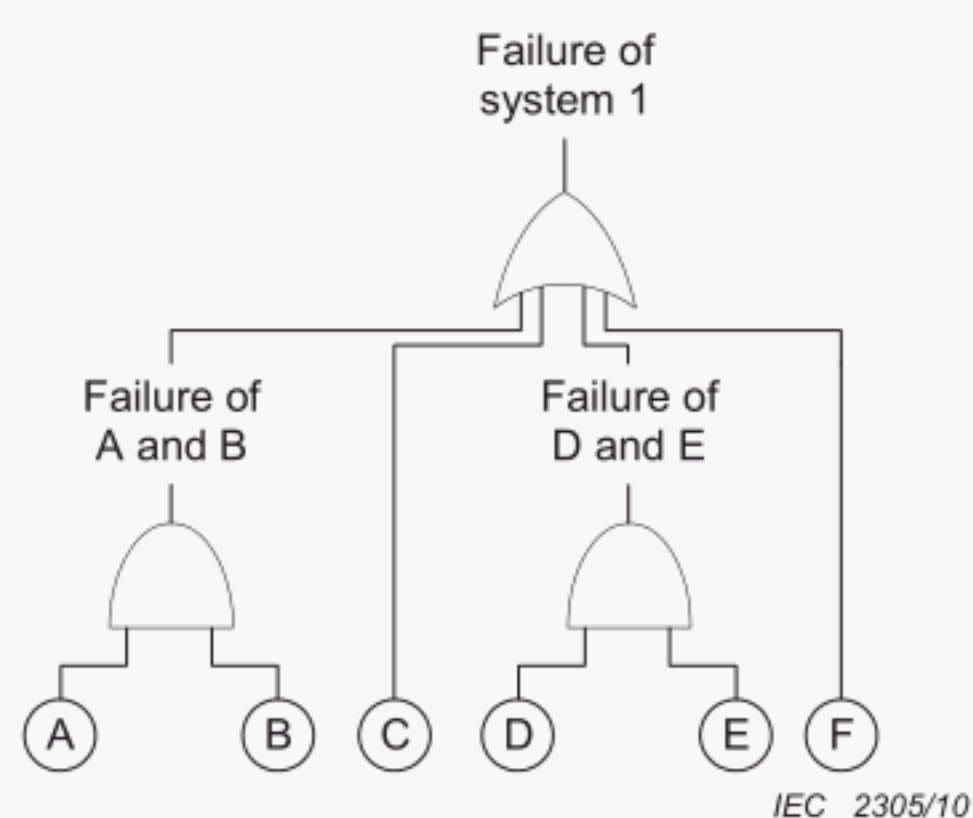 Failure of
system 1
Failure of
A and B
Failure of
D and E
A
B
C
D
E
F
IEC 2305/10